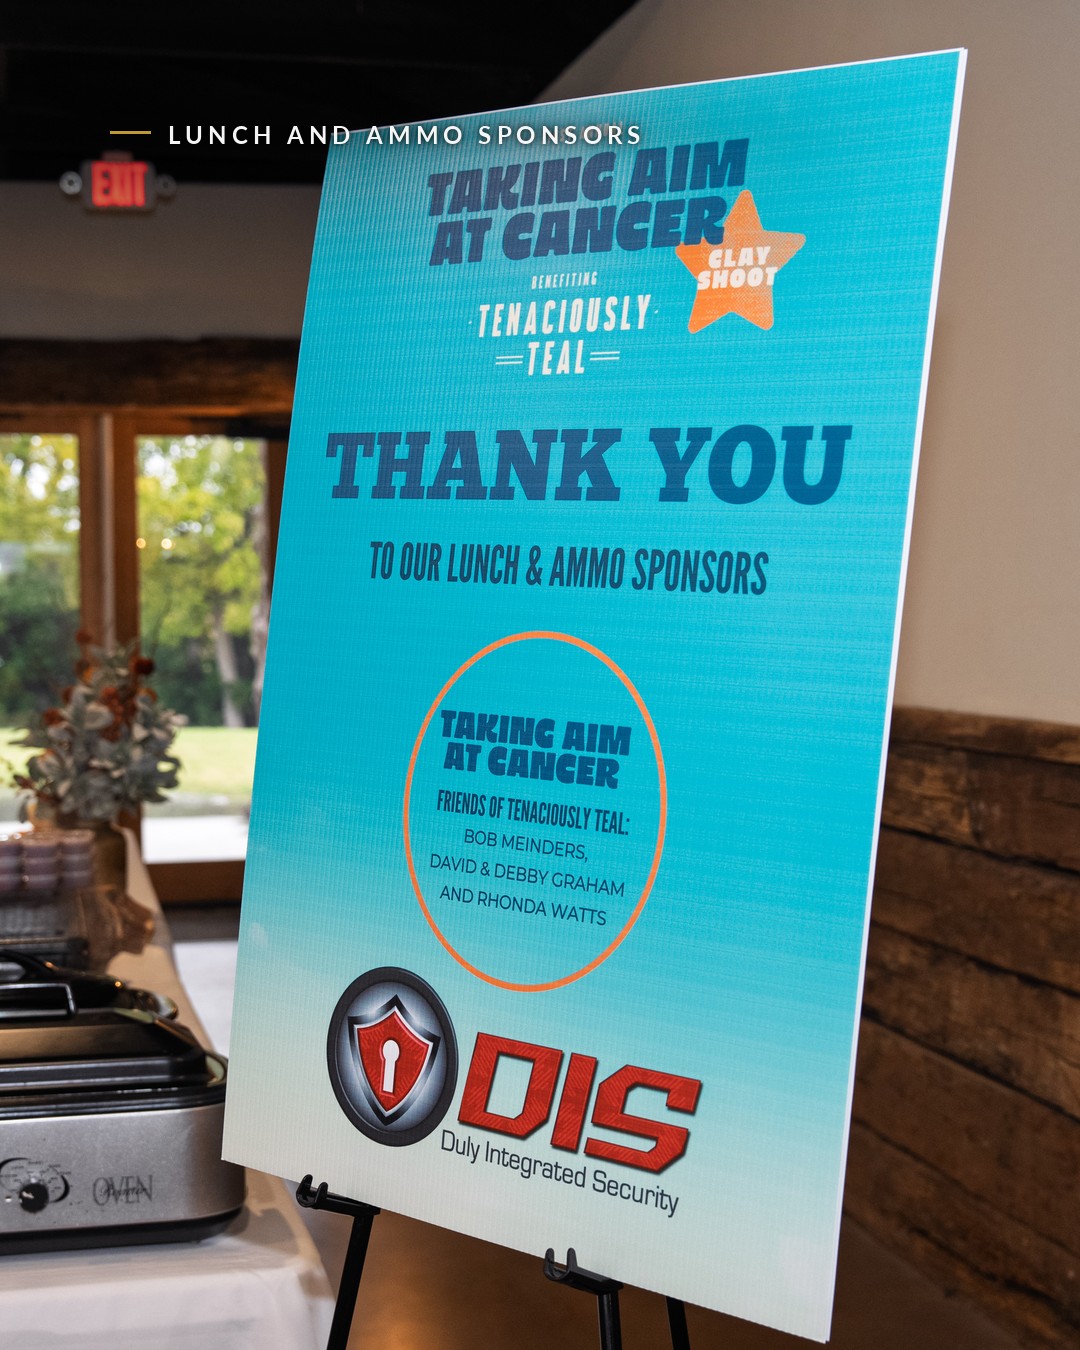 LUNCH AND AMMO SPONSORS
EXIT
TAKING AIM
AT CANCER
CLAY
SHOOT
BENEFITING
TENACIOUSLY
TEAL
THANK YOU
TO OUR LUNCH & AMMO SPONSORS
TAKING AIM
AT CANCER
FRIENDS OF TENACIOUSLY TEAL:
BOB MEINDERS,
DAVID & DEBBY GRAHAM
AND RHONDA WATTS
DIS
Duly Integrated Security
OVEN